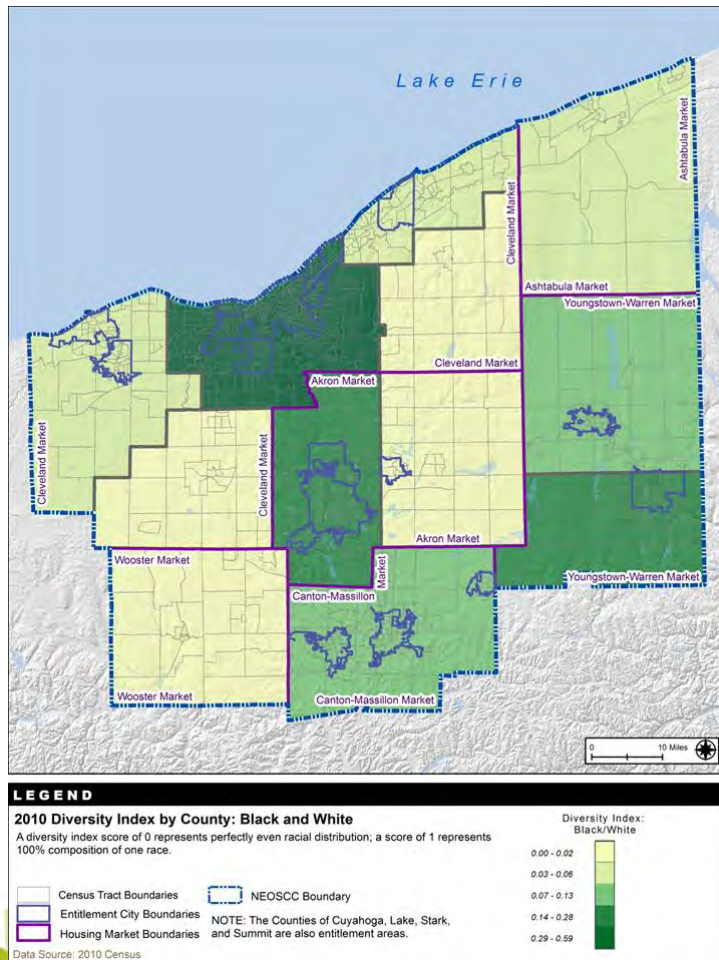 Lake Erie
Ashtabula Market
Cleveland Market
Ashtabula Market
Youngstown-Warren Market
Cleveland Market
Akron Market
Cleveland Market
Cleveland Market
Akron Market
Wooster Market
Market
Youngstown-Warren Market
Canton-Massillon
Wooster Market
Canton-Massillon Market
0 10 Miles
LEGEND
2010 Diversity Index by County: Black and White
A diversity index score of 0 represents perfectly even racial distribution; a score of 1 represents
100% composition of one race.
Diversity Index:
Black/White
0.00 - 0.02
0.03 - 0.06
0.07 - 0.13
0.14 - 0.28
0.29 - 0.59
Census Tract Boundaries
Entitlement City Boundaries
Housing Market Boundaries
NEOSCC Boundary
NOTE: The Counties of Cuyahoga, Lake, Stark,
and Summit are also entitlement areas.
Data Source: 2010 Census